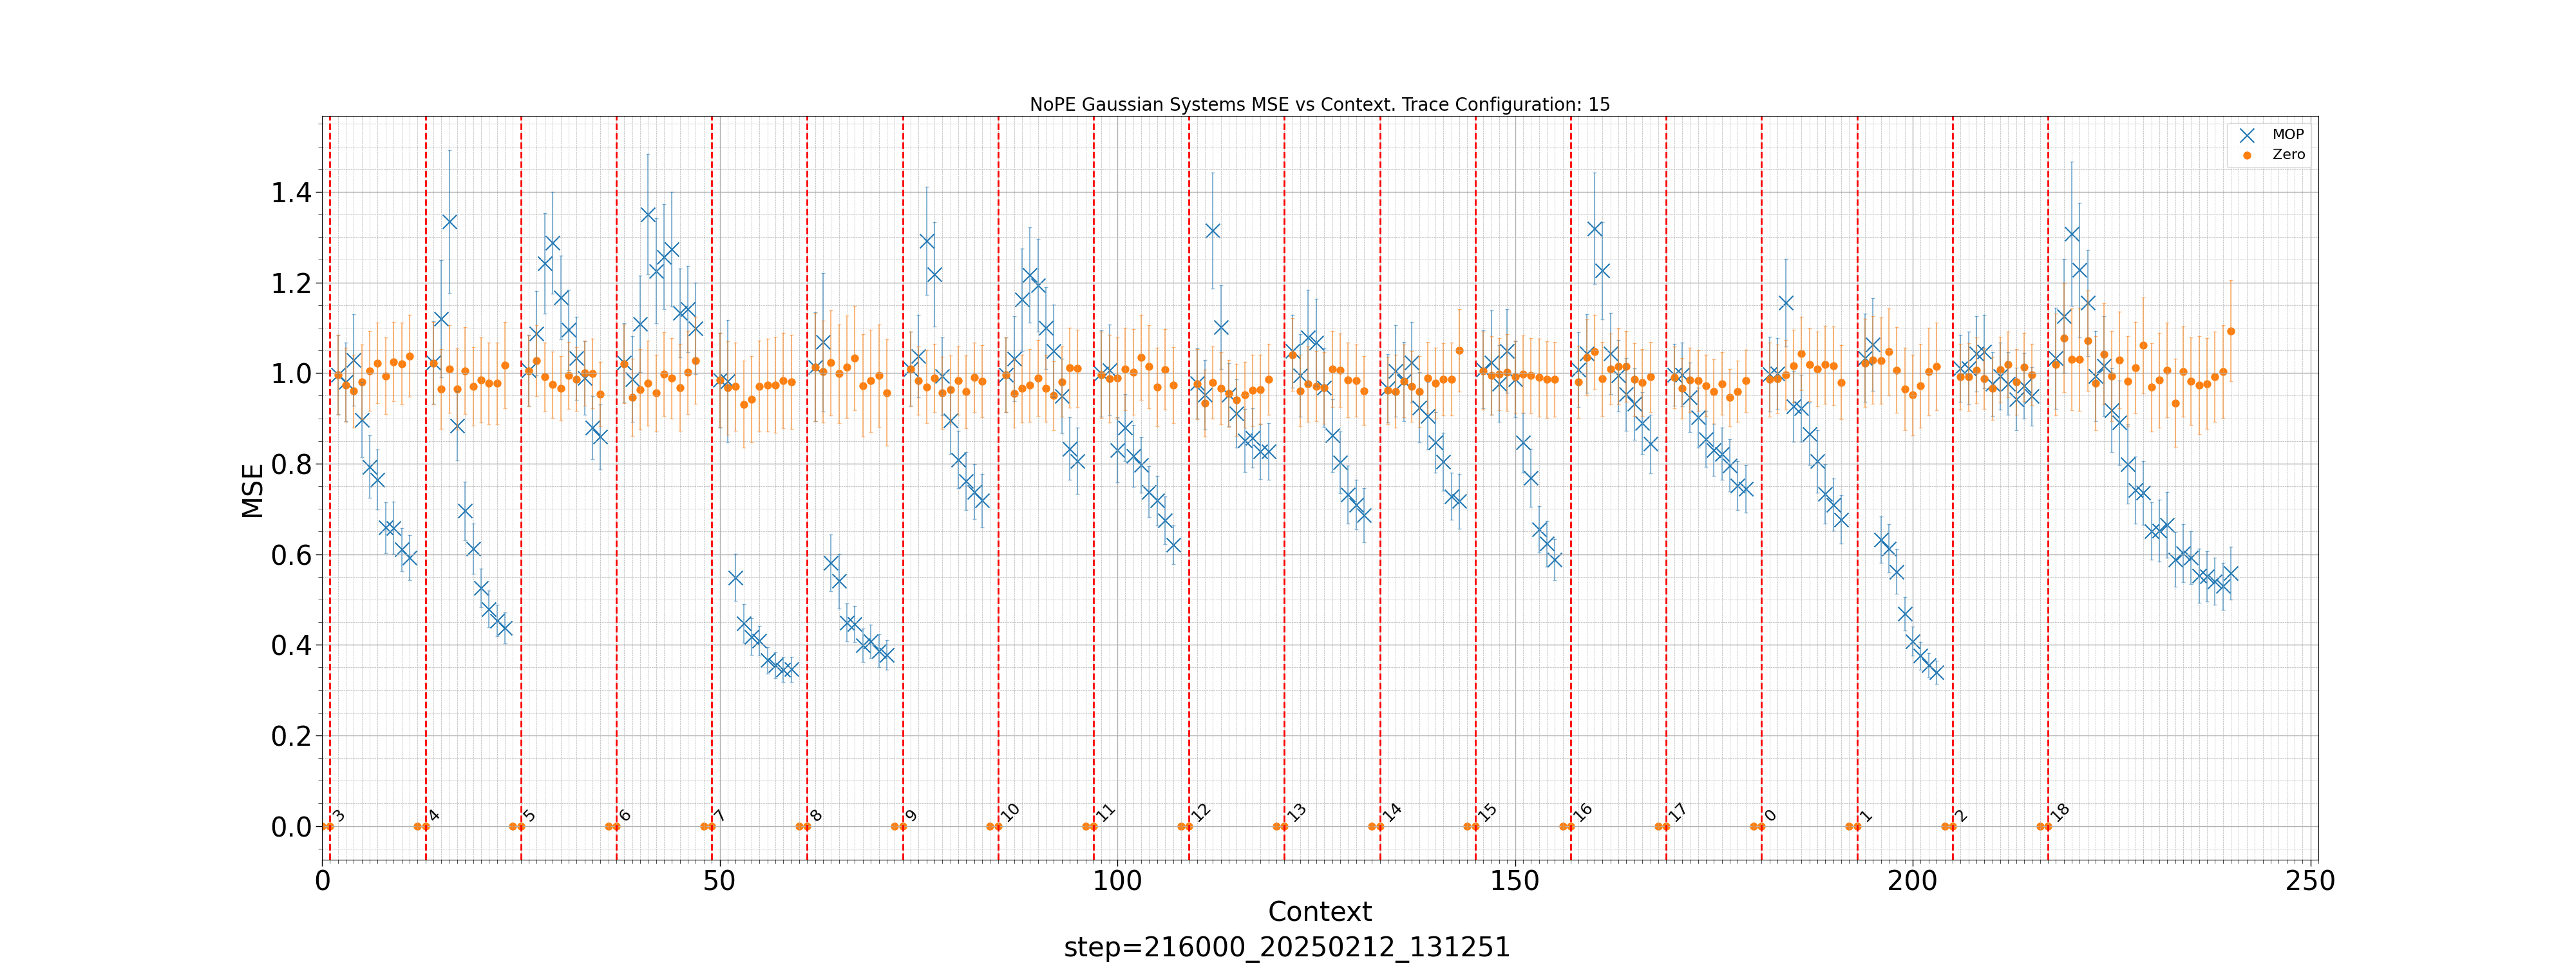 NoPE Gaussian Systems MSE vs Context. Trace Configuration: 15
MOP
Zero
MSE
1.4
1.2
1.0
0.8
0.6
0.4
0.2
0.0
3 4 5 6 7 8 9 10 11 12 13 14 15 16 17 0 1 2 18
0 50 100 150 200 250
Context
step=216000_20250212_131251